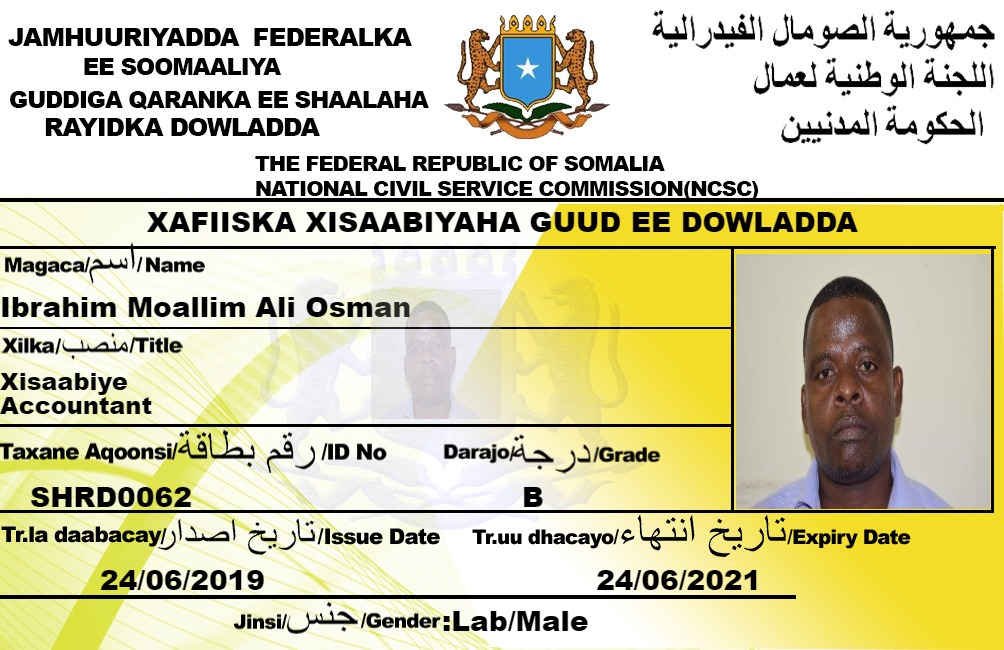 JAMHUURIYADDA FEDERALKA
EE SOOMAALIYA
GUDDIGA QARANKA EE SHAALAHA
RAYIDKA DOWLADDA
جمهورية الصومال الفيدرالية
اللجنة الوطنية لعمال
الحكومة المدنيين
THE FEDERAL REPUBLIC OF SOMALIA
NATIONAL CIVIL SERVICE COMMISSION(NCSC)
XAFIISKA XISAABIYAHA GUUD EE DOWLADDA
Magaca/اسم/Name
Ibrahim Moallim Ali Osman
Xilka/منصب/Title
Xisaabiye
Accountant
Taxane Aqoonsi/رقم بطاقة/ID No
Darajo/درجة/Grade
SHRD0062
B
Tr.la daabacay/تاريخ اصدار/Issue Date
Tr.uu dhacayo/تاريخ انتهاء/Expiry Date
24/06/2019
24/06/2021
Jinsi/جنس/Gender:Lab/Male